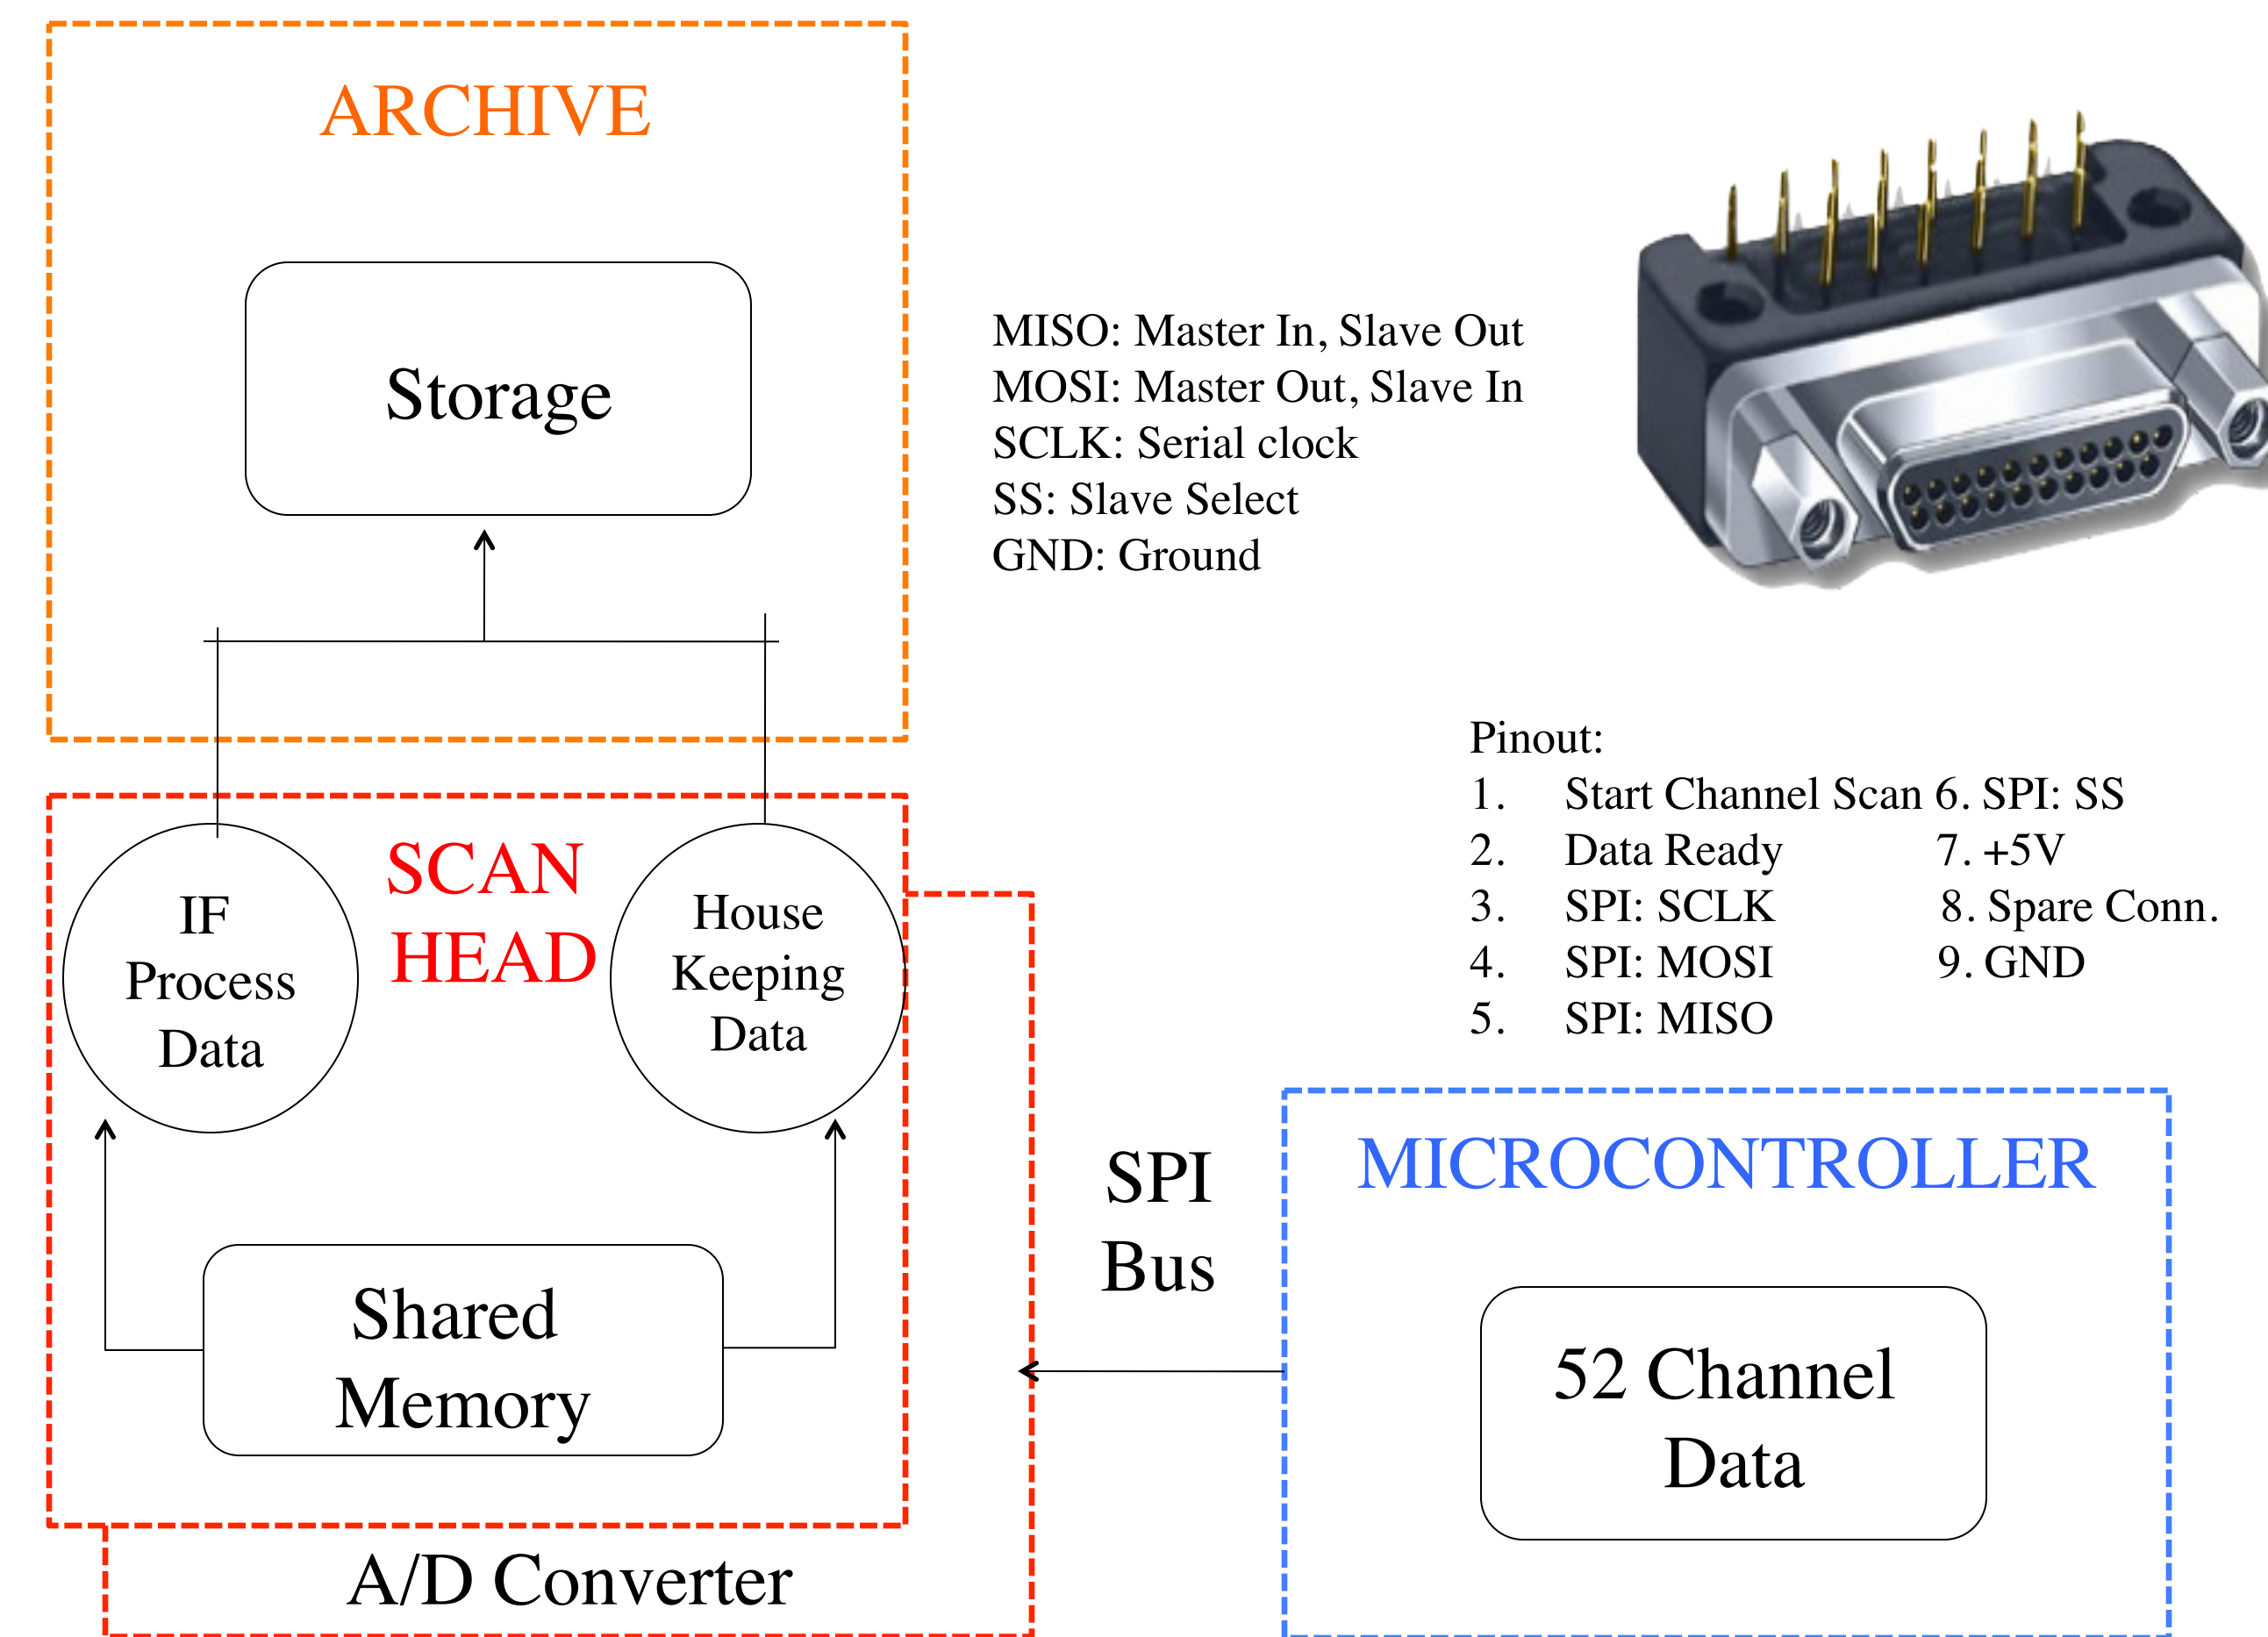 ARCHIVE
Storage
MISO: Master In, Slave Out
MOSI: Master Out, Slave In
SCLK: Serial clock
SS: Slave Select
GND: Ground
Pinout:
1. Start Channel Scan 6. SPI: SS
2. Data Ready 7. +5V
3. SPI: SCLK 8. Spare Conn.
4. SPI: MOSI 9. GND
5. SPI: MISO
SCAN
HEAD
IF
Process
Data
House
Keeping
Data
Shared
Memory
A/D Converter
SPI
Bus
MICROCONTROLLER
52 Channel
Data